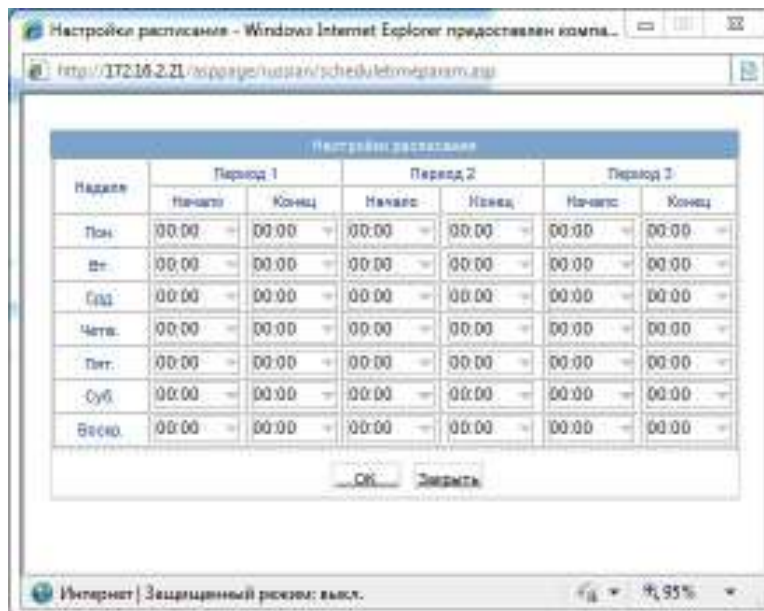 Настройки расписания - Windows Internet Explorer предоставлен компа...
http://172.16.2.21/asppage/russian/scheduletimeparam.asp
Настройки расписания
Неделя Период 1 Период 2 Период 3
Начало Конец Начало Конец Начало Конец
Пон. 00:00 00:00 00:00 00:00 00:00 00:00
Вт. 00:00 00:00 00:00 00:00 00:00 00:00
Срд. 00:00 00:00 00:00 00:00 00:00 00:00
Четв. 00:00 00:00 00:00 00:00 00:00 00:00
Пят. 00:00 00:00 00:00 00:00 00:00 00:00
Суб. 00:00 00:00 00:00 00:00 00:00 00:00
Воскр. 00:00 00:00 00:00 00:00 00:00 00:00
OK Закрыть
Интернет | Защищенный режим: выкл. 95%